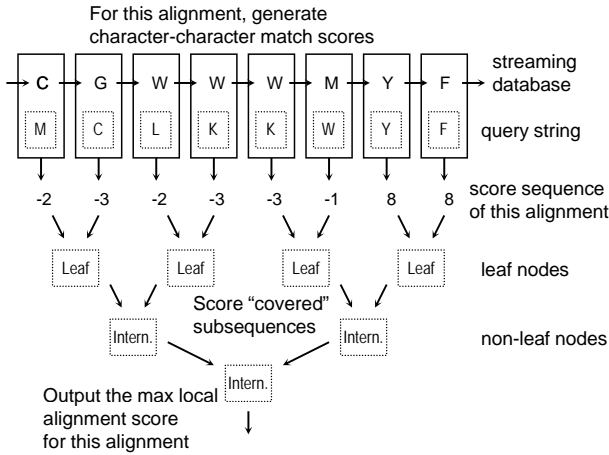 For this alignment, generate
character-character match scores
C G W W W M Y F
streaming
database
M C L K K W Y F
query string
-2 -3 -2 -3 -3 -1 8 8
score sequence
of this alignment
Leaf Leaf Leaf Leaf
leaf nodes
Score “covered”
subsequences
Intern. Intern.
non-leaf nodes
Intern.
Output the max local
alignment score
for this alignment